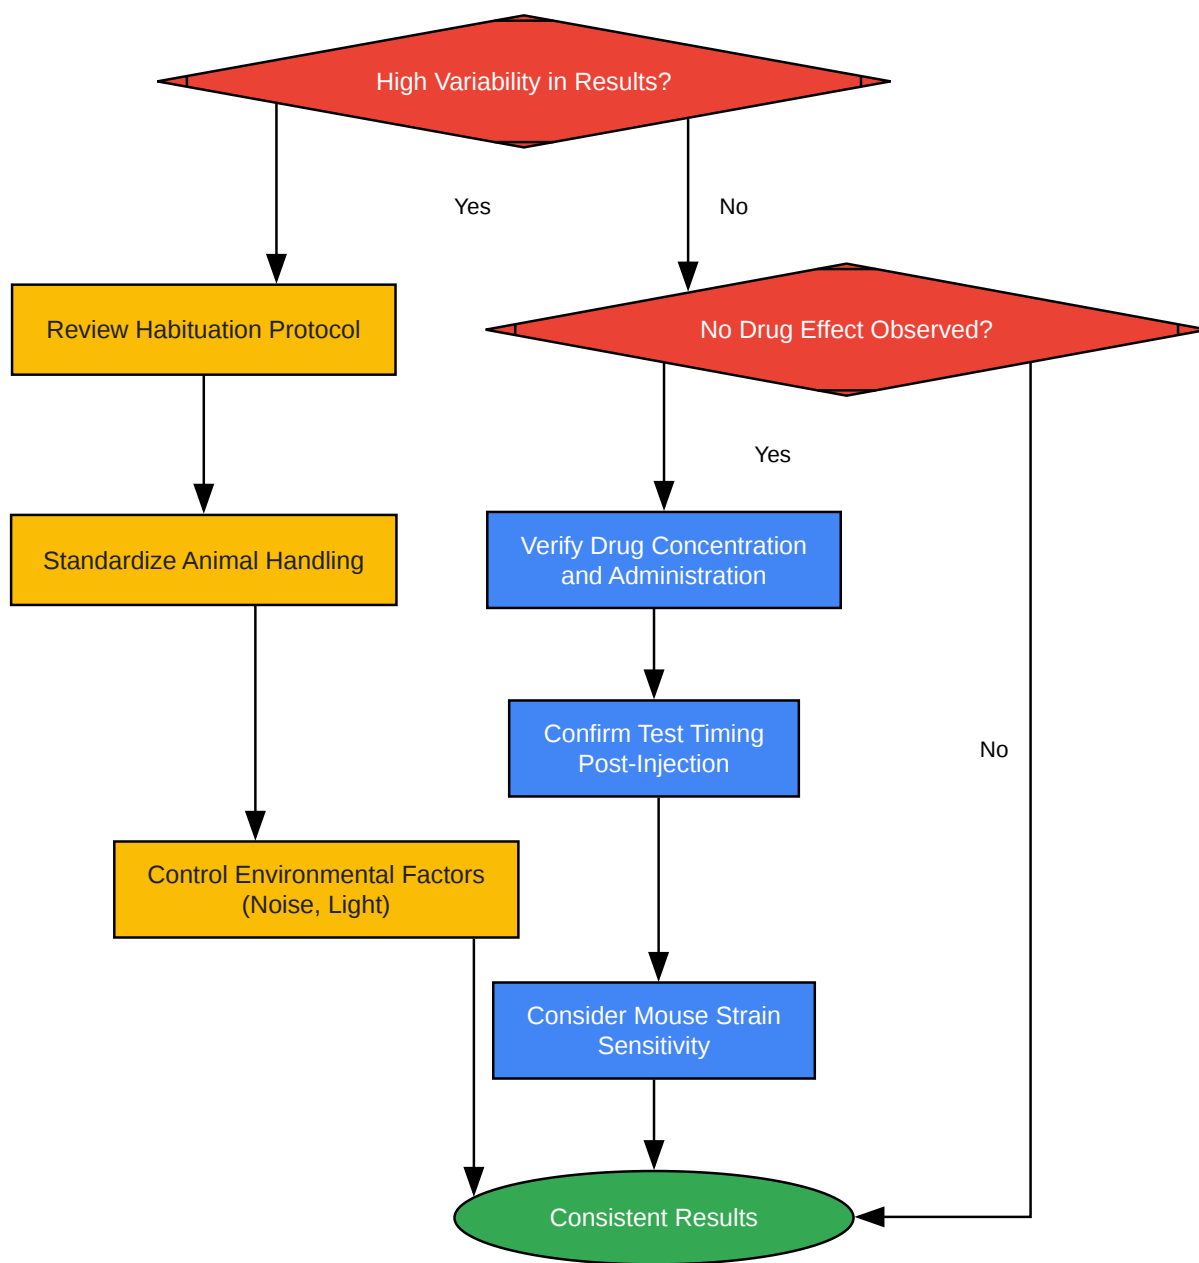 High Variability in Results?
Yes
No
Review Habituation Protocol
No Drug Effect Observed?
Yes
Standardize Animal Handling
Verify Drug Concentration
and Administration
Confirm Test Timing
Post-Injection
No
Control Environmental Factors
(Noise, Light)
Consider Mouse Strain
Sensitivity
Consistent Results